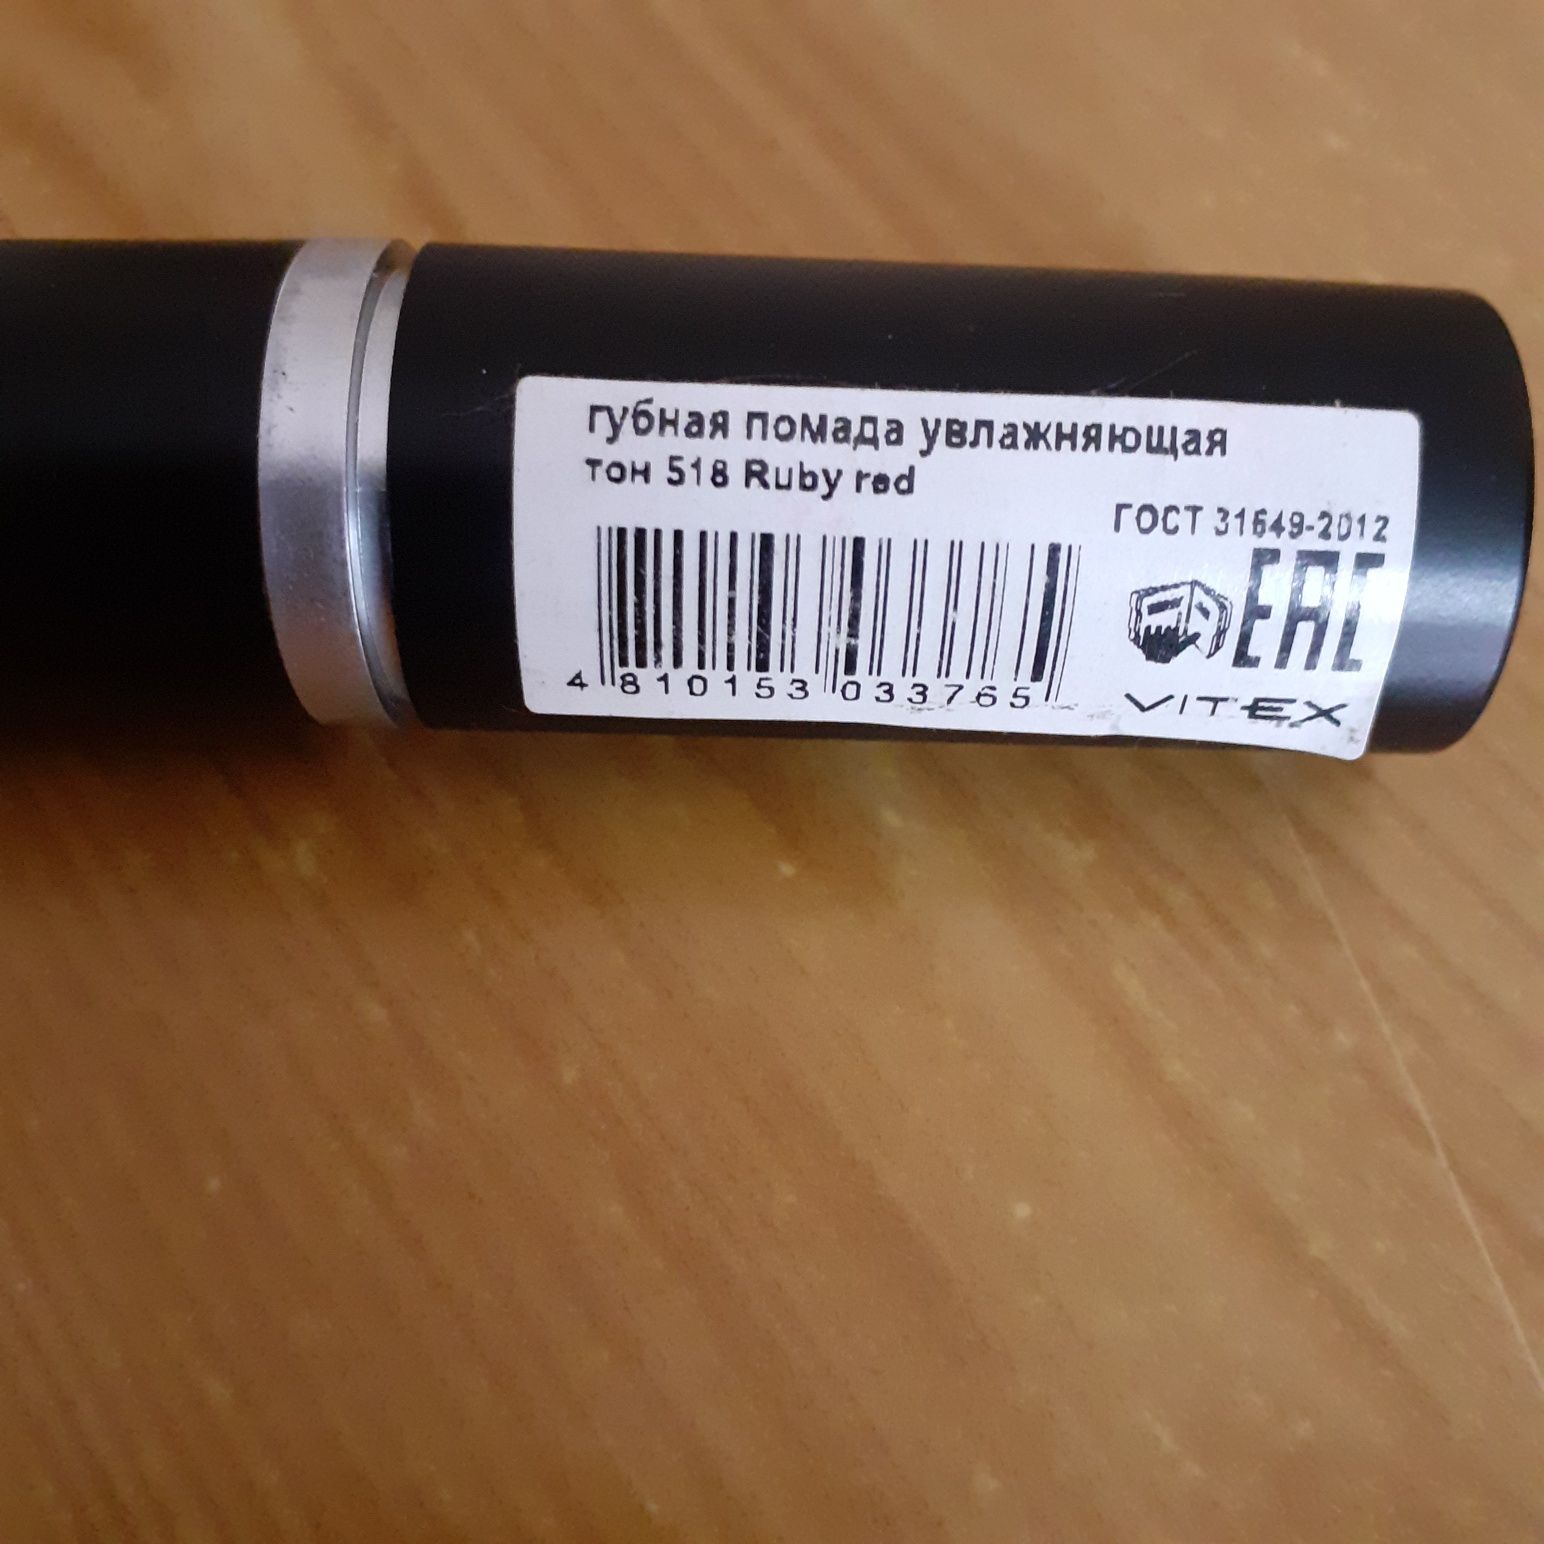 губная помада увлажняющая
тон 518 Ruby red
ГОСТ 31649-2012
EAC
4 810153 033765
VITEX